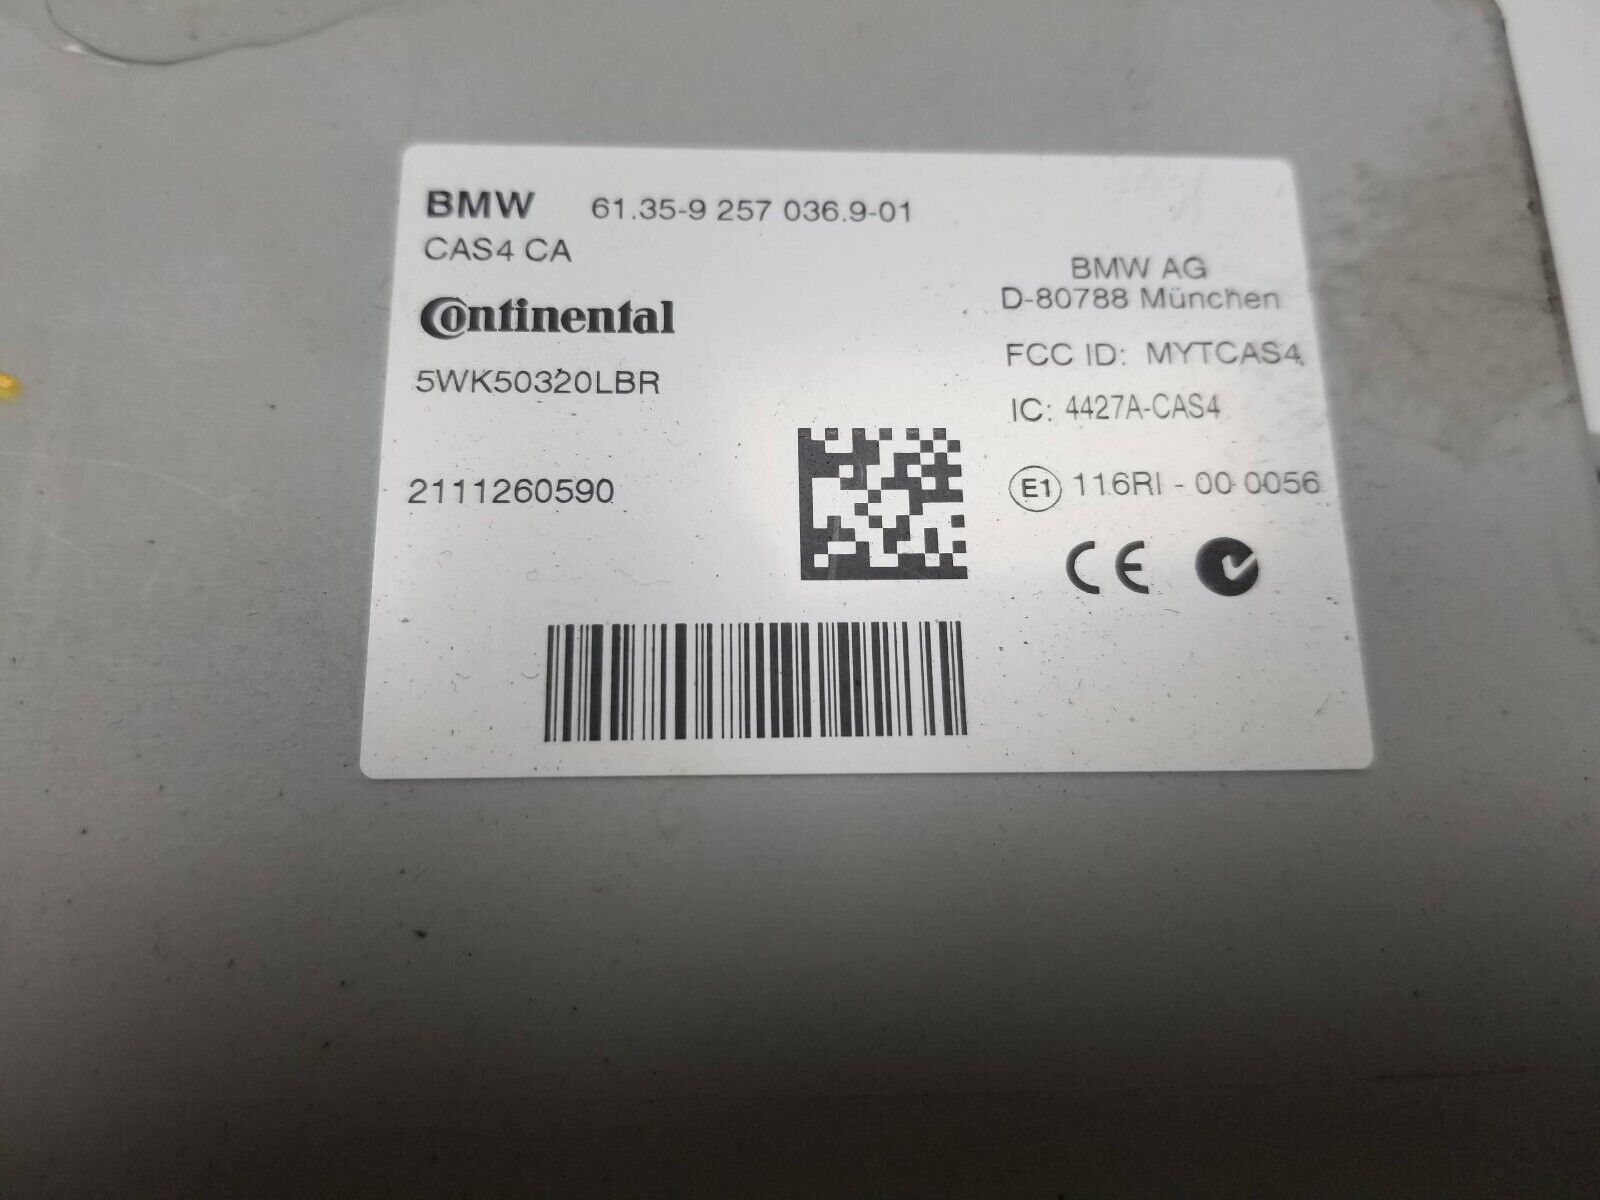 BMW 61.35-9 257 036.9-01
CAS4 CA
Continental
5WK50320LBR
2111260590
BMW AG
D-80788 München
FCC ID: MYTCAS4
IC: 4427A-CAS4
E1 116RI - 00 0056
CE